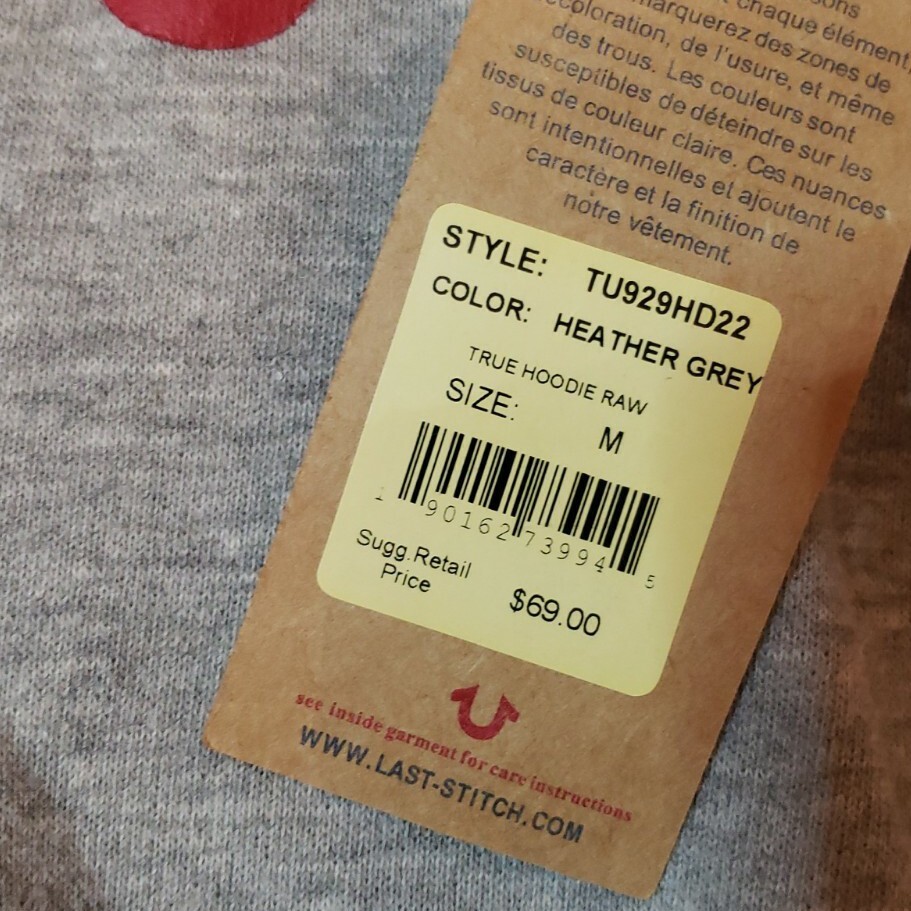 chaque élément,
marquerez des zones de
décoloration, de l'usure, et même
des trous. Les couleurs sont
susceptibles de déteindre sur les
tissus de couleur claire. Ces nuances
sont intentionnelles et ajoutent le
caractère et la finition de
nôtre vêtement.
STYLE: TU929HD22
COLOR: HEATHER GREY
TRUE HOODIE RAW
SIZE: M
1 90162 73994 5
Sugg.Retail
Price $69.00
see inside garment for care instructions
WWW.LAST-STITCH.COM